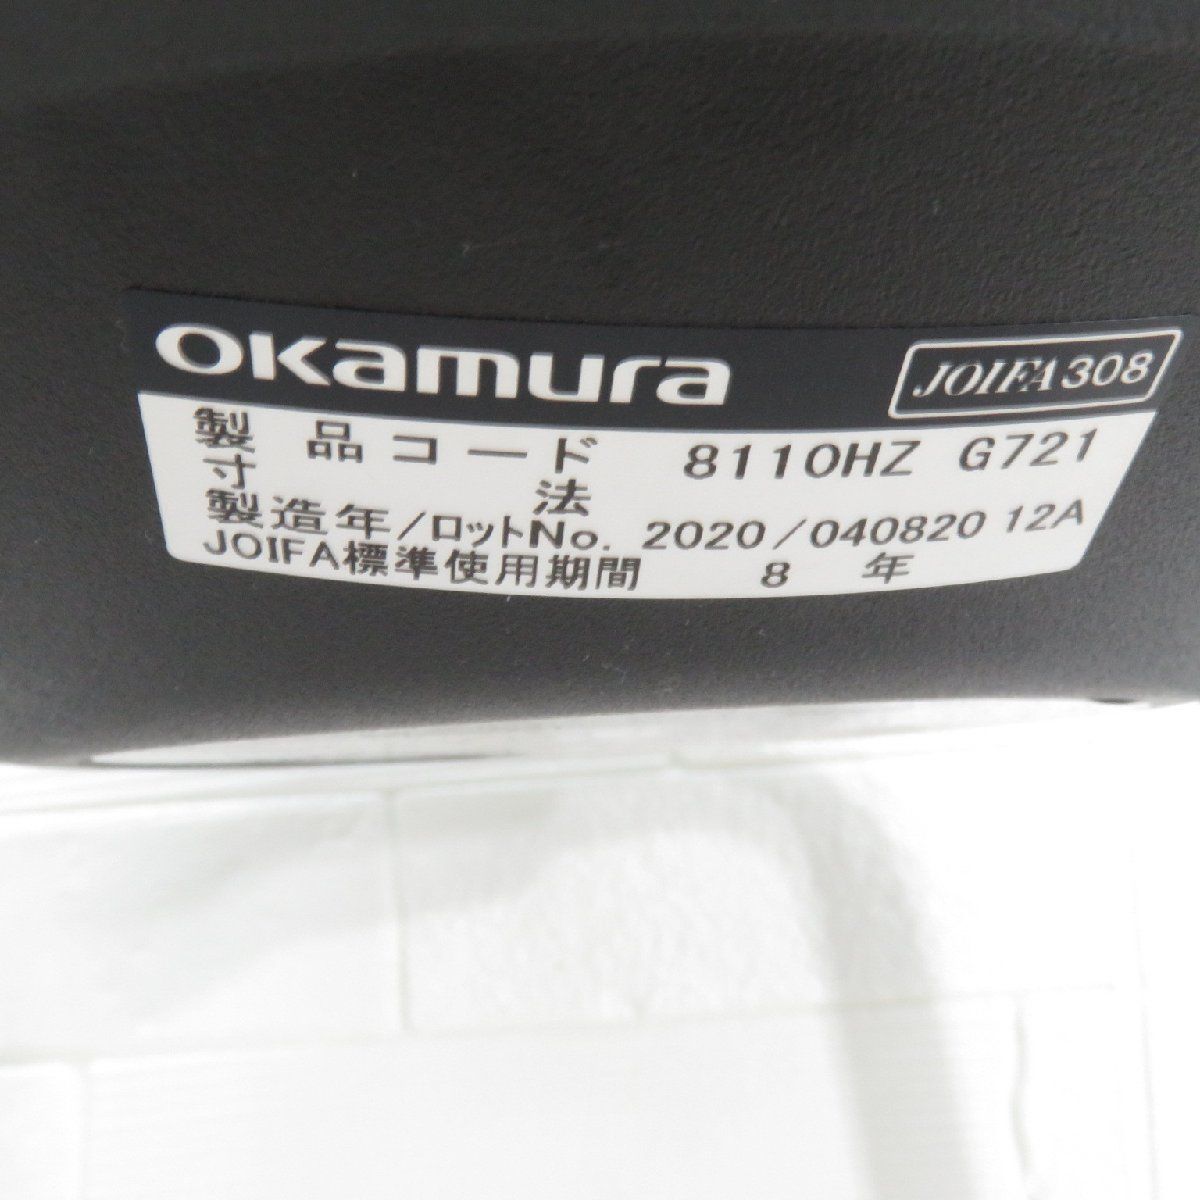 okamura JOIFA308
製品コード 8110HZ G721
寸法
製造年/ロットNo. 2020/040820 12A
JOIFA標準使用期間 8 年